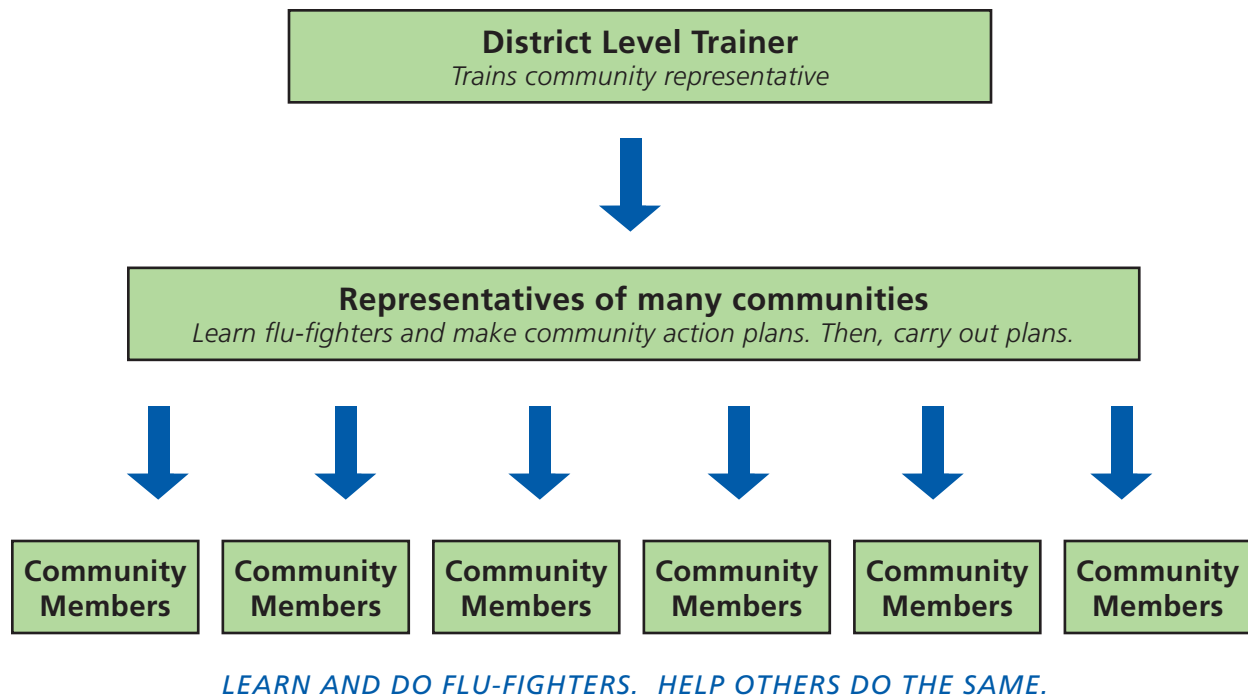 District Level Trainer
Trains community representative
Representatives of many communities
Learn flu-fighters and make community action plans. Then, carry out plans.
Community
Members
Community
Members
Community
Members
Community
Members
Community
Members
Community
Members
LEARN AND DO FLU-FIGHTERS. HELP OTHERS DO THE SAME.